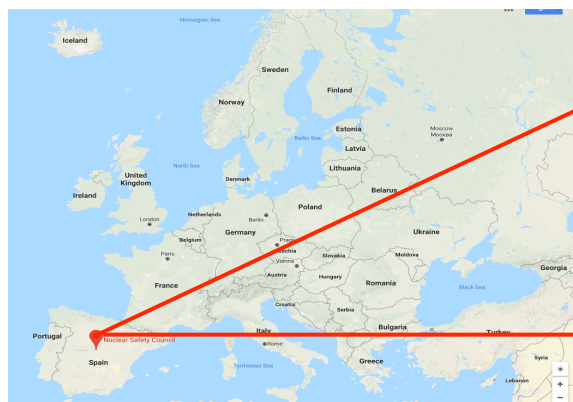 Norwegian Sea
Iceland
Sweden
Finland
Norway
Estonia
Moscow
Москва
Baltic Sea
Latvia
North Sea
Lithuania
Denmark
United
Kingdom
Ireland
Belarus
Poland
London
Netherlands
Berlin
Germany
Belgium
Ukraine
Prague
Czechia
Paris
Slovakia
Vienna
Moldova
Austria
Hungary
France
Romania
Georgia
Black Sea
Croatia
Serbia
Italy
Bulgaria
Portugal
Nuclear Safety Council
Rome
Turkey
Spain
Tyrrhenian Sea
Greece
Syria
Lebanon
+
−